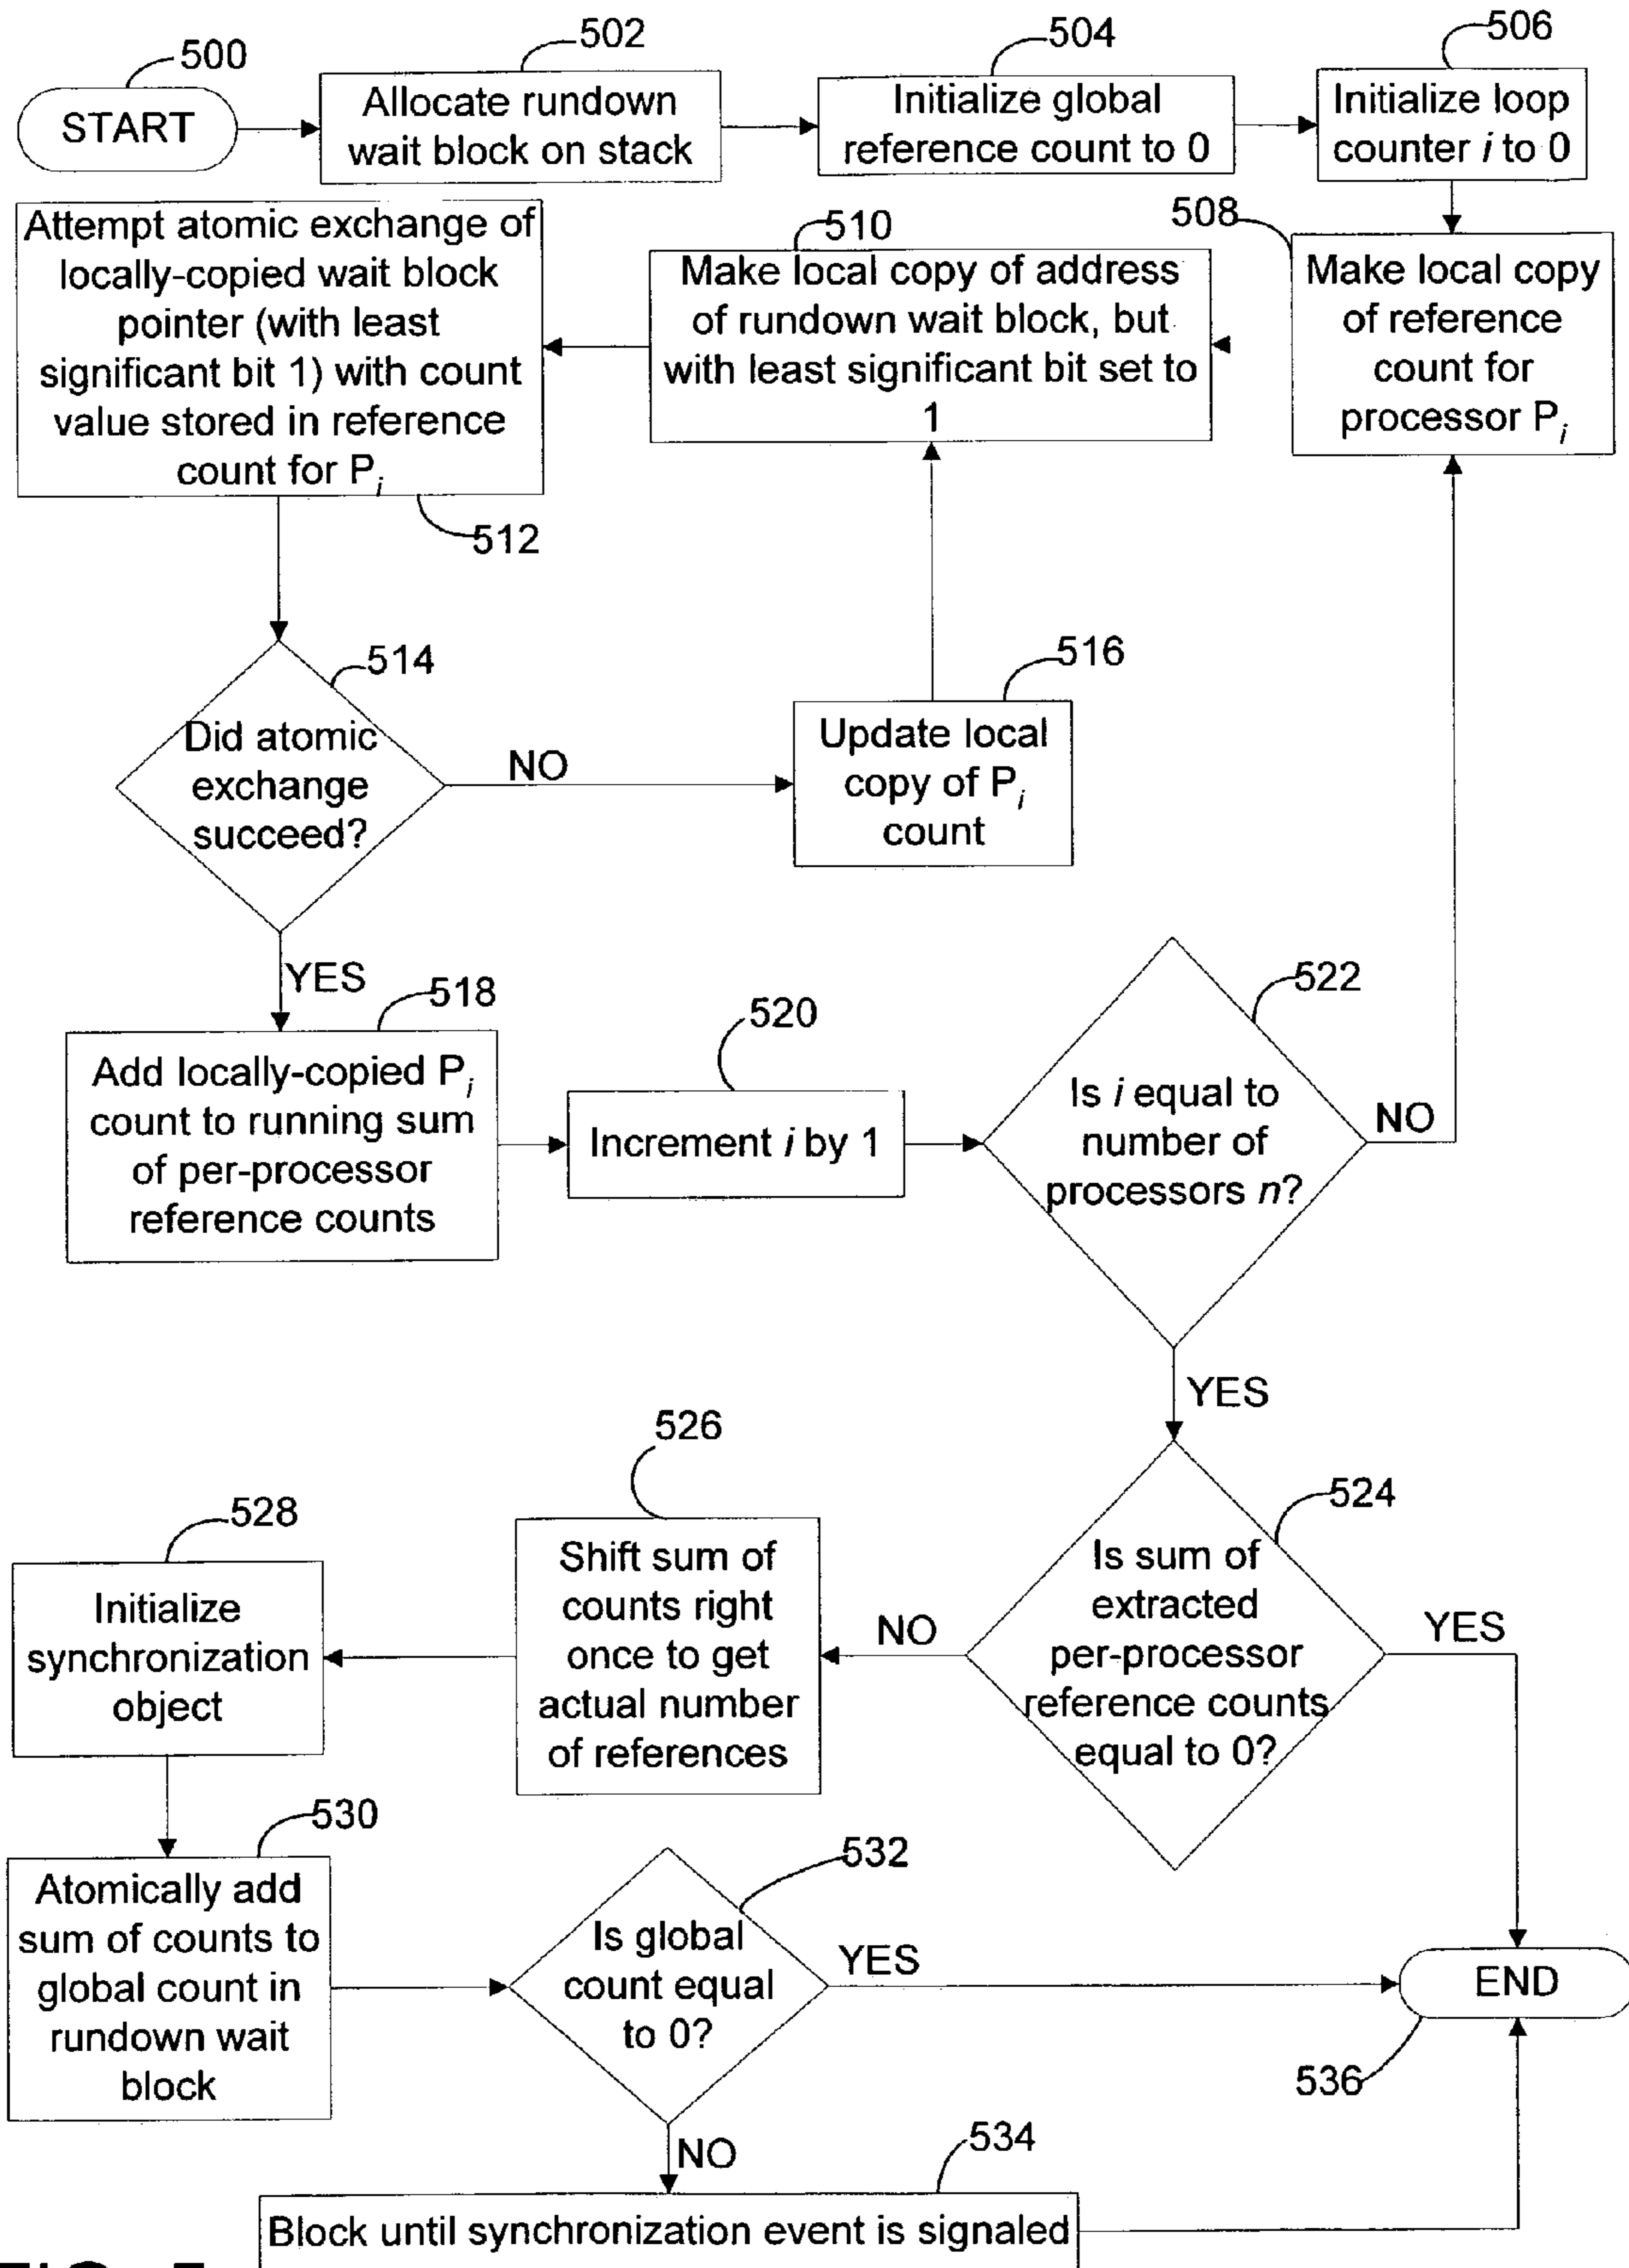 500
START
502
Allocate rundown
wait block on stack
504
Initialize global
reference count to 0
506
Initialize loop
counter i to 0
508
Make local copy
of reference
count for
processor Pi
510
Make local copy of address
of rundown wait block, but
with least significant bit set to
1
Attempt atomic exchange of
locally-copied wait block
pointer (with least
significant bit 1) with count
value stored in reference
count for Pi
512
514
Did atomic
exchange
succeed?
NO
516
Update local
copy of Pi
count
YES
518
Add locally-copied Pi
count to running sum
of per-processor
reference counts
520
Increment i by 1
522
Is i equal to
number of
processors n?
NO
YES
524
Is sum of
extracted
per-processor
reference counts
equal to 0?
YES
NO
526
Shift sum of
counts right
once to get
actual number
of references
528
Initialize
synchronization
object
530
Atomically add
sum of counts to
global count in
rundown wait
block
532
Is global
count equal
to 0?
YES
END
536
NO
534
Block until synchronization event is signaled